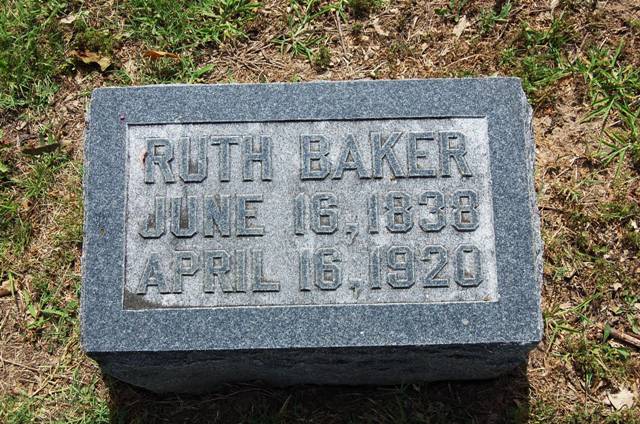 RUTH BAKER
JUNE 16, 1838
APRIL 16, 1920